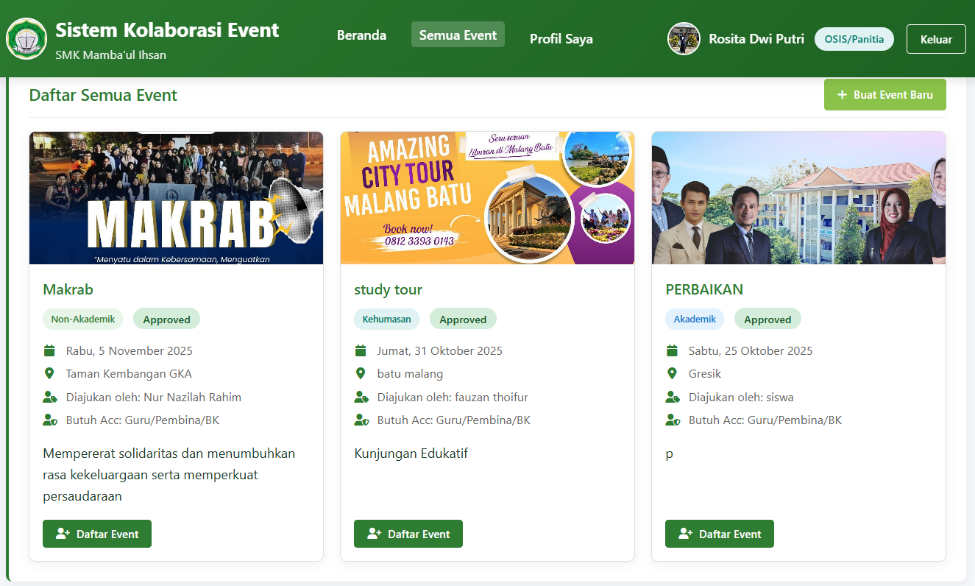 Sistem Kolaborasi Event
SMK Mamba'ul Ihsan
Beranda
Semua Event
Profil Saya
Rosita Dwi Putri
OSIS/Panitia
Keluar
Daftar Semua Event
+ Buat Event Baru
MAKRAB
"Menyatu dalam Kebersamaan, Menguatkan
Makrab
Non-Akademik
Approved
Rabu, 5 November 2025
Taman Kembangan GKA
Diajukan oleh: Nur Nazilah Rahim
Butuh Acc: Guru/Pembina/BK
Mempererat solidaritas dan menumbuhkan
rasa kekeluargaan serta memperkuat
persaudaraan
Daftar Event
AMAZING
CITY TOUR
MALANG BATU
Seru seruan
Liburan di Malang Batu
Book now!
0812 3393 0143
study tour
Kehumasan
Approved
Jumat, 31 Oktober 2025
batu malang
Diajukan oleh: fauzan thoifur
Butuh Acc: Guru/Pembina/BK
Kunjungan Edukatif
Daftar Event
PERBAIKAN
Akademik
Approved
Sabtu, 25 Oktober 2025
Gresik
Diajukan oleh: siswa
Butuh Acc: Guru/Pembina/BK
p
Daftar Event